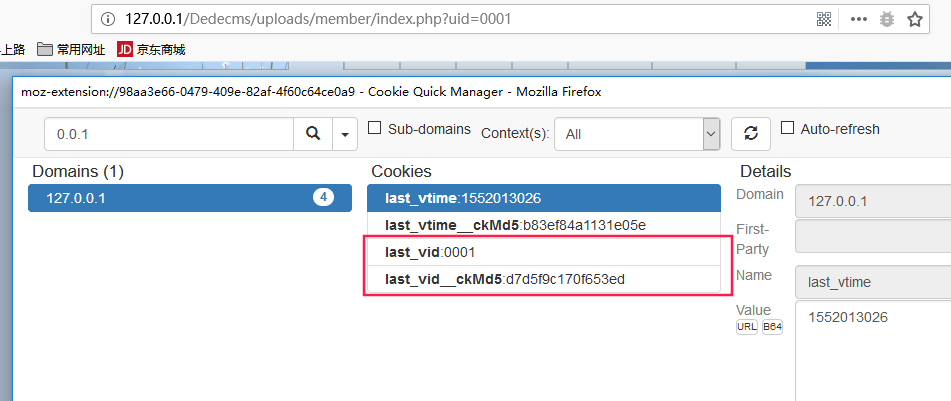 127.0.0.1/Dedecms/uploads/member/index.php?uid=0001
上路 常用网址 JD 京东商城
moz-extension://98aa3e66-0479-409e-82af-4f60c64ce0a9 - Cookie Quick Manager - Mozilla Firefox
0.0.1 Sub-domains Context(s): All Auto-refresh
Domains (1) Cookies Details
127.0.0.1 4 last_vtime:1552013026 Domain 127.0.0.1
last_vtime__ckMd5:b83ef84a1131e05e First-Party
last_vid:0001 Name last_vtime
last_vid__ckMd5:d7d5f9c170f653ed Value 1552013026
URL B64